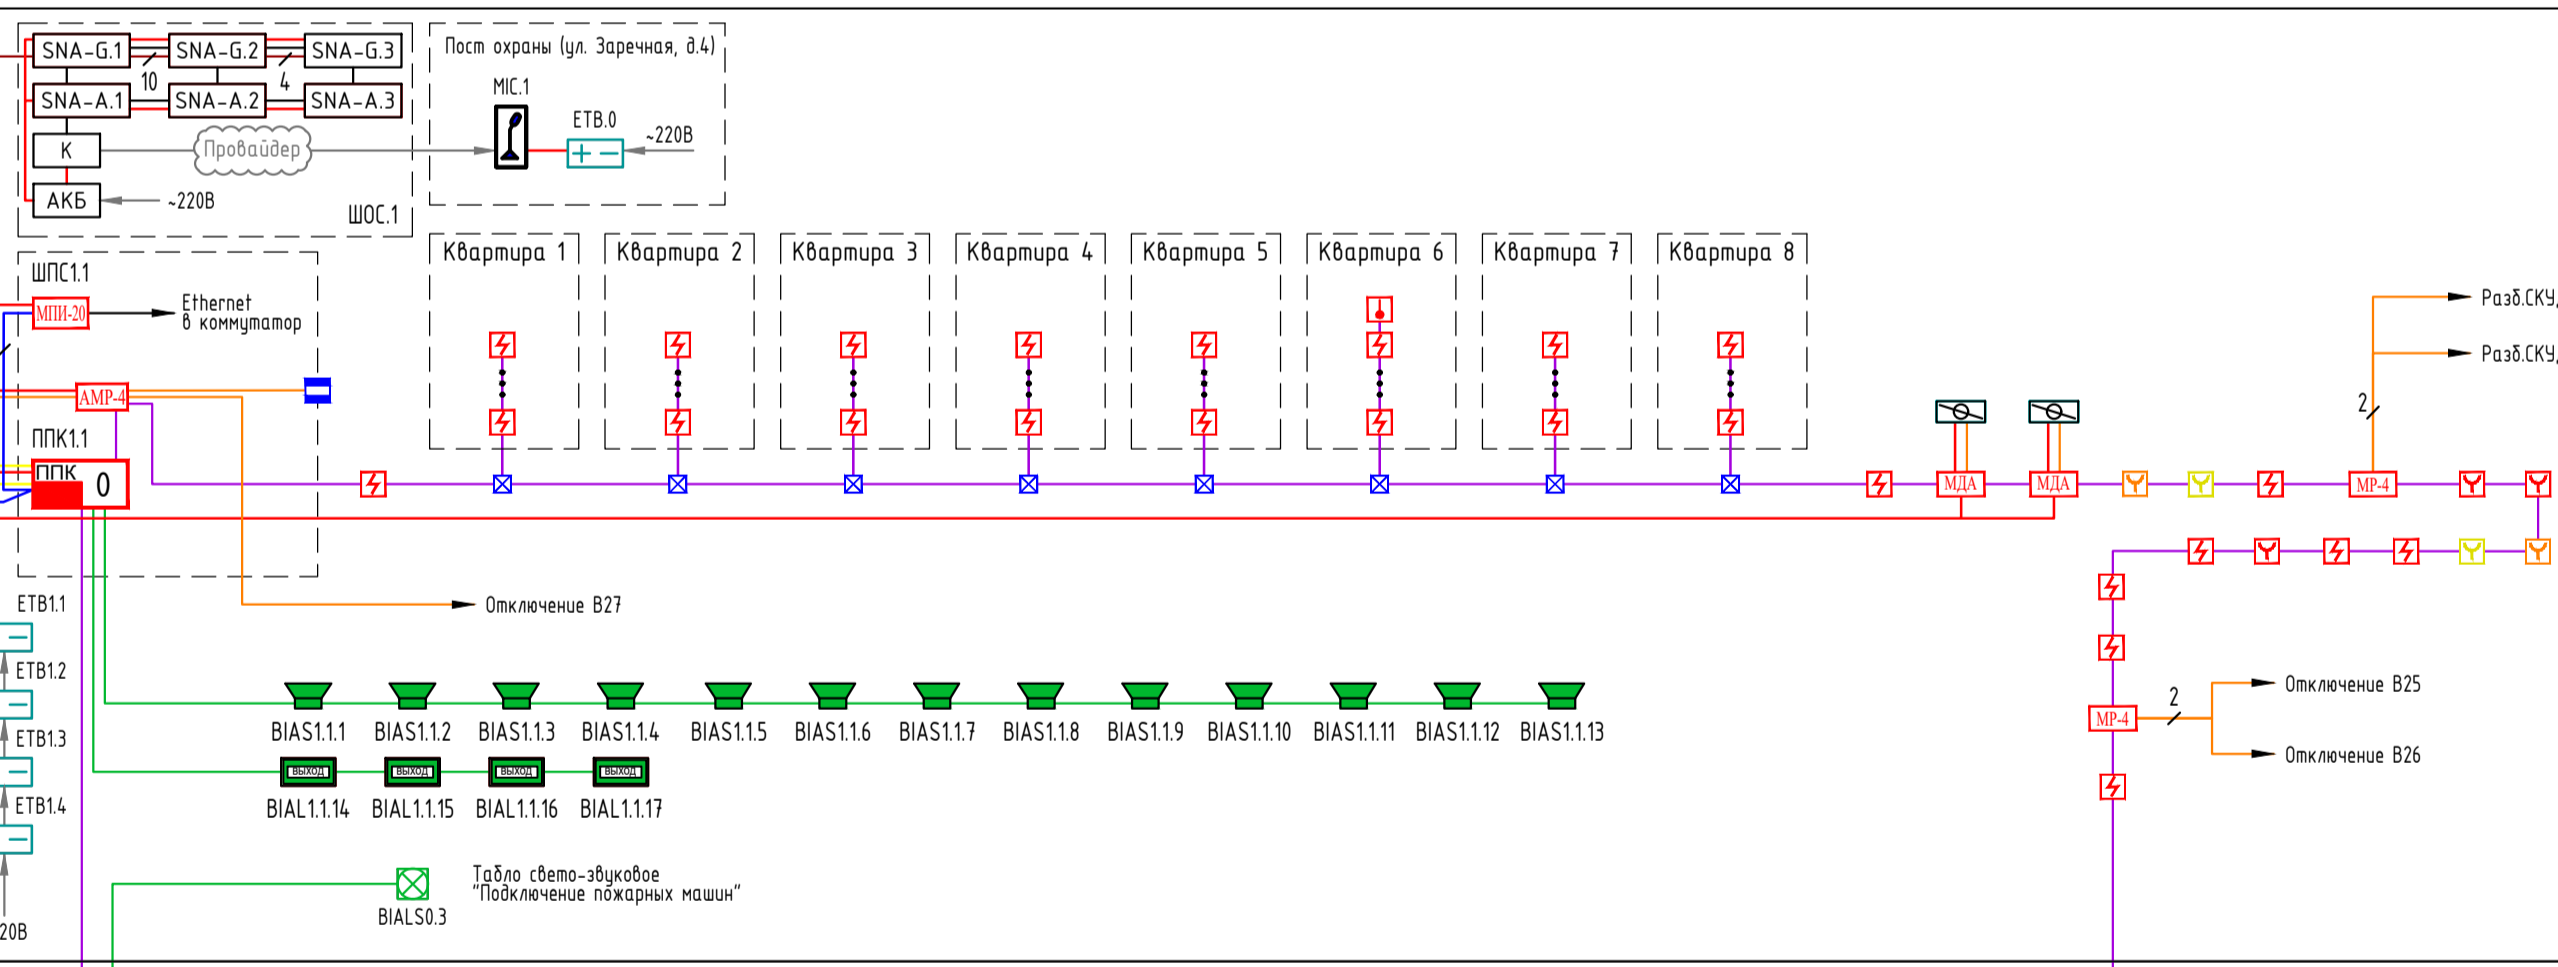 SNA-G.1
SNA-G.2
SNA-G.3
10
4
SNA-A.1
SNA-A.2
SNA-A.3
К
Провайдер
АКБ
~220В
ШОС.1
Пост охраны (ул. Заречная, д.4)
MIC.1
ETB.0
~220В
ШПС1.1
МПИ-20
Ethernet
в коммутатор
АМР-4
ППК1.1
ППК
0
Квартира 1
Квартира 2
Квартира 3
Квартира 4
Квартира 5
Квартира 6
Квартира 7
Квартира 8
МДА
МДА
МР-4
2
Разб.СКУ
Разб.СКУ
Отключение В27
ETB1.1
ETB1.2
ETB1.3
ETB1.4
20В
BIAS1.1.1
BIAS1.1.2
BIAS1.1.3
BIAS1.1.4
BIAS1.1.5
BIAS1.1.6
BIAS1.1.7
BIAS1.1.8
BIAS1.1.9
BIAS1.1.10
BIAS1.1.11
BIAS1.1.12
BIAS1.1.13
ВЫХОД
ВЫХОД
ВЫХОД
ВЫХОД
BIAL1.1.14
BIAL1.1.15
BIAL1.1.16
BIAL1.1.17
МР-4
2
Отключение В25
Отключение В26
Табло свето-звуковое
"Подключение пожарных машин"
BIALS0.3